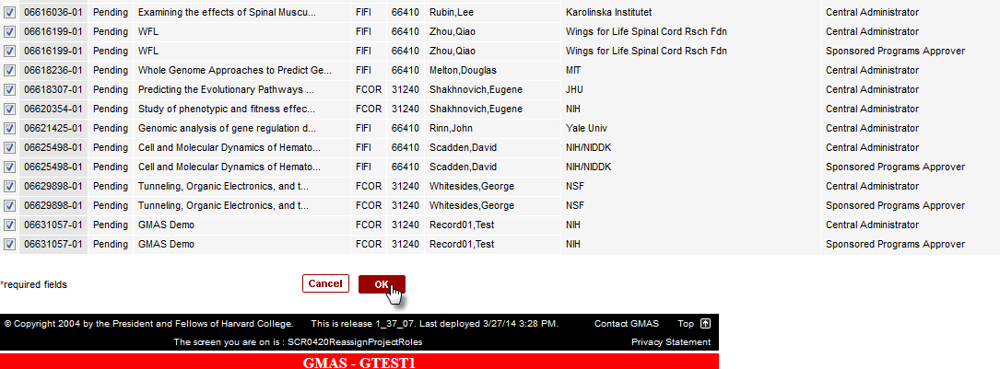 06616036-01 Pending Examining the effects of Spinal Muscu... FIFI 66410 Rubin,Lee Karolinska Institutet Central Administrator
06616199-01 Pending WFL FIFI 66410 Zhou,Qiao Wings for Life Spinal Cord Rsch Fdn Central Administrator
06616199-01 Pending WFL FIFI 66410 Zhou,Qiao Wings for Life Spinal Cord Rsch Fdn Sponsored Programs Approver
06618236-01 Pending Whole Genome Approaches to Predict Ge... FIFI 66410 Melton,Douglas MIT Central Administrator
06618307-01 Pending Predicting the Evolutionary Pathways ... FCOR 31240 Shakhnovich,Eugene JHU Central Administrator
06620354-01 Pending Study of phenotypic and fitness effec... FCOR 31240 Shakhnovich,Eugene NIH Central Administrator
06621425-01 Pending Genomic analysis of gene regulation d... FIFI 66410 Rinn,John Yale Univ Central Administrator
06625498-01 Pending Cell and Molecular Dynamics of Hemato... FIFI 66410 Scadden,David NIH/NIDDK Central Administrator
06625498-01 Pending Cell and Molecular Dynamics of Hemato... FIFI 66410 Scadden,David NIH/NIDDK Sponsored Programs Approver
06629898-01 Pending Tunneling, Organic Electronics, and t... FCOR 31240 Whitesides,George NSF Central Administrator
06629898-01 Pending Tunneling, Organic Electronics, and t... FCOR 31240 Whitesides,George NSF Sponsored Programs Approver
06631057-01 Pending GMAS Demo FCOR 31240 Record01,Test NIH Central Administrator
06631057-01 Pending GMAS Demo FCOR 31240 Record01,Test NIH Sponsored Programs Approver
*required fields Cancel OK
© Copyright 2004 by the President and Fellows of Harvard College. This is release 1_37_07. Last deployed 3/27/14 3:28 PM. Contact GMAS Top
The screen you are on is : SCR0420ReassignProjectRoles Privacy Statement
GMAS - GTEST1